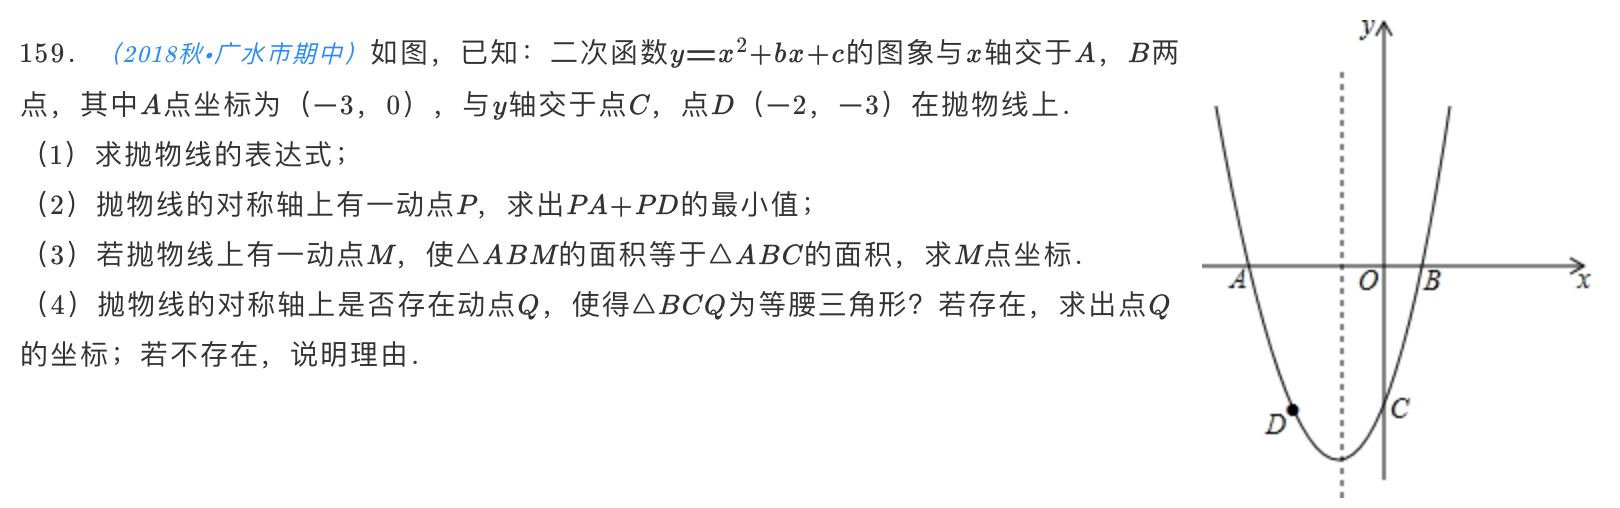 159. （2018秋•广水市期中）如图，已知：二次函数y=x²+bx+c的图象与x轴交于A，B两
点，其中A点坐标为（-3，0），与y轴交于点C，点D（-2，-3）在抛物线上.
（1）求抛物线的表达式；
（2）抛物线的对称轴上有一动点P，求出PA+PD的最小值；
（3）若抛物线上有一动点M，使△ABM的面积等于△ABC的面积，求M点坐标.
（4）抛物线的对称轴上是否存在动点Q，使得△BCQ为等腰三角形？若存在，求出点Q
的坐标；若不存在，说明理由.
y
A
O
B
x
D
C